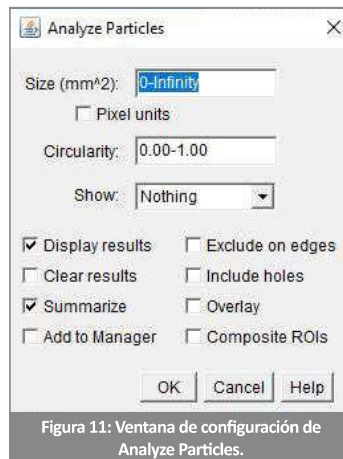 Analyze Particles
Size (mm^2): 0-Infinity
Pixel units
Circularity: 0.00-1.00
Show: Nothing
Display results Exclude on edges
Clear results Include holes
Summarize Overlay
Add to Manager Composite ROIs
OK Cancel Help
Figura 11: Ventana de configuración de
Analyze Particles.